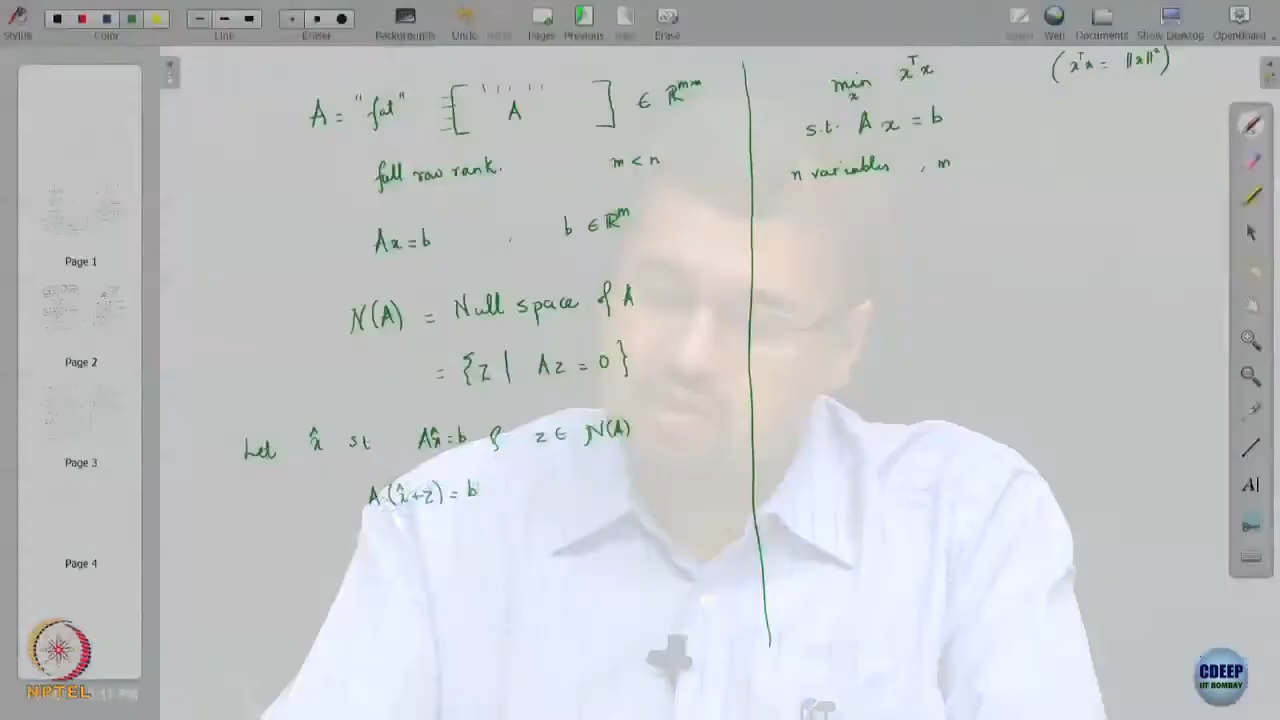 Stylus
Color
Line
Eraser
Backgrounds
Undo
Pages
Previous
Erase
Web
Documents
Show Desktop
OpenBoard
A = "fat" [ A ] ∈ ℝ^{m×n}
full row rank. m < n
Ax = b , b ∈ ℝ^m
N(A) = Null space of A
= {z | Az = 0}
Let x̂ st Ax̂ = b & z ∈ N(A)
A(x̂+z) = b
min x^T x
x
(x^T x = ||x||²)
s.t. A x = b
n variables , m
Page 1
Page 2
Page 3
Page 4
NPTEL
CDEEP
IIT BOMBAY